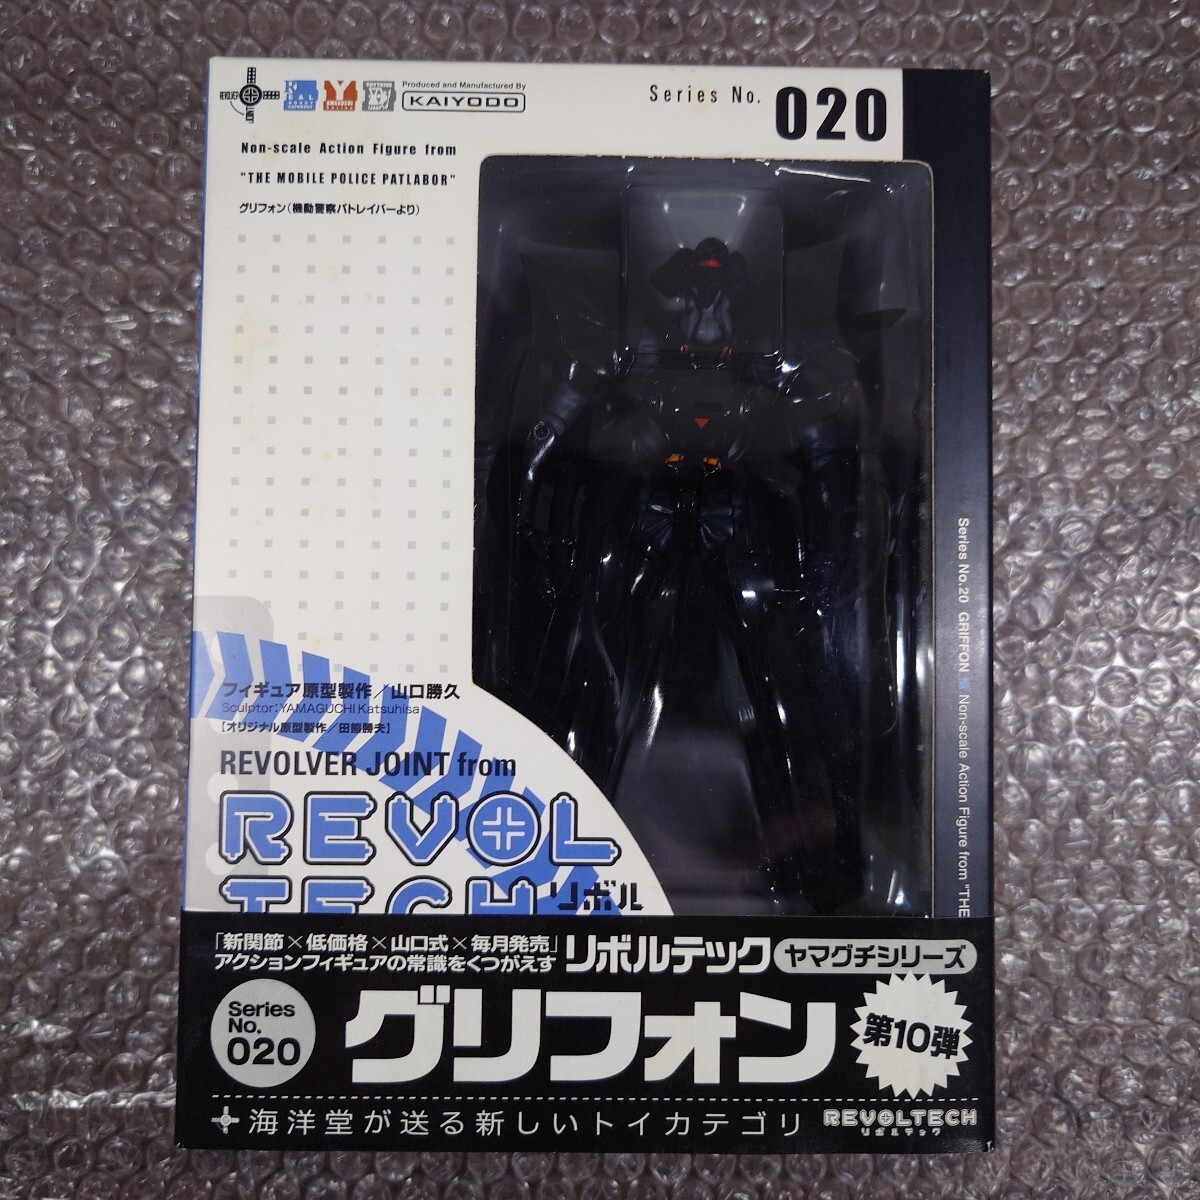 REVOLVER JOINT
REAL ROBOT CATEGORY
YAMAGUCHI Series
Produced and Manufactured By
KAIYODO
Series No. 020
Non-scale Action Figure from
"THE MOBILE POLICE PATLABOR"
グリフォン(機動警察パトレイバーより)
Series No.20 GRIFFON Non-scale Action Figure from "THE
フィギュア原型製作／山口勝久
Sculptor:YAMAGUCHI Katsuhisa
【オリジナル原型製作／田熊勝夫】
REVOLVER JOINT from
REVOL
TECH リボル
「新関節×低価格×山口式×毎月発売」
アクションフィギュアの常識をくつがえす
リボルテック ヤマグチシリーズ
Series
No.
020
グリフォン
第10弾
海洋堂が送る新しいトイカテゴリ
REVOLTECH
リボルテック